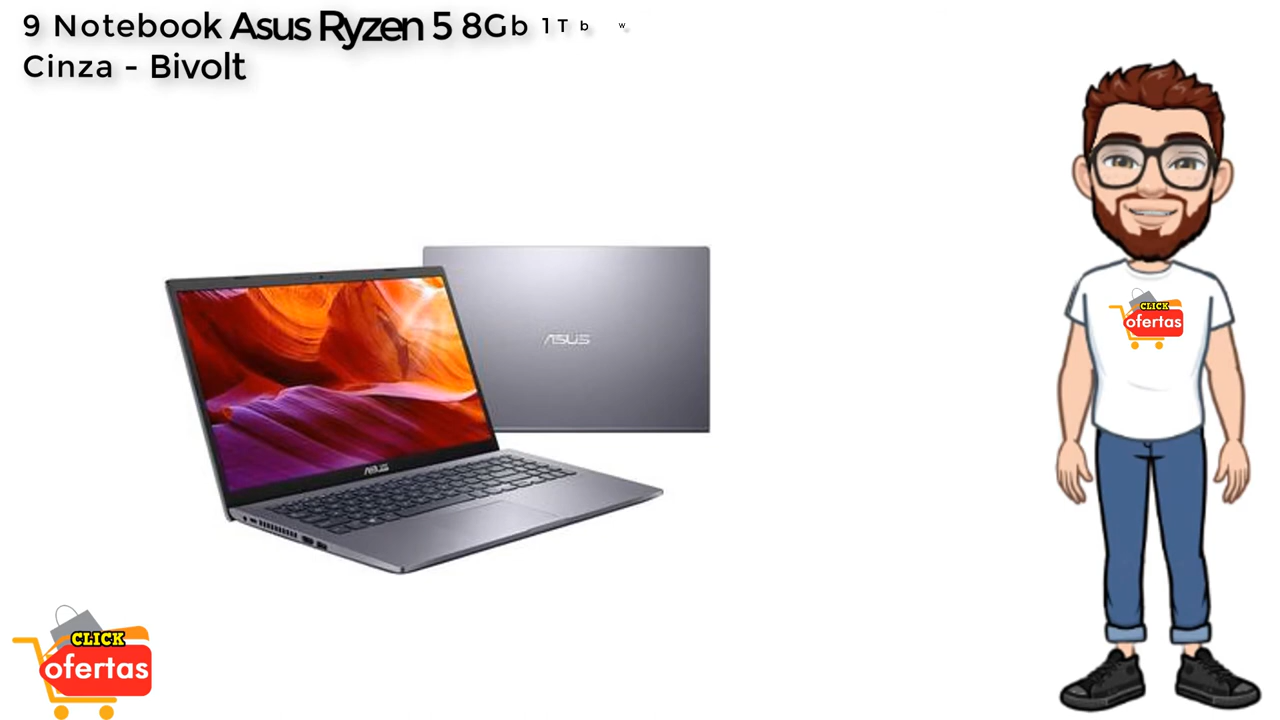 9 Notebook Asus Ryzen 5 8Gb 1Tb w
Cinza - Bivolt
ASUS
ASUS
CLICK
ofertas
CLICK
ofertas